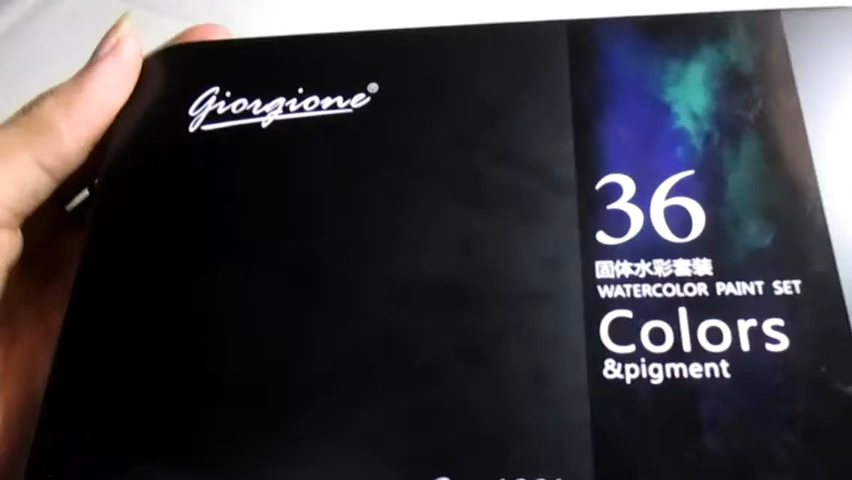 Giorgione®
36
固体水彩套装
WATERCOLOR PAINT SET
Colors
&pigment